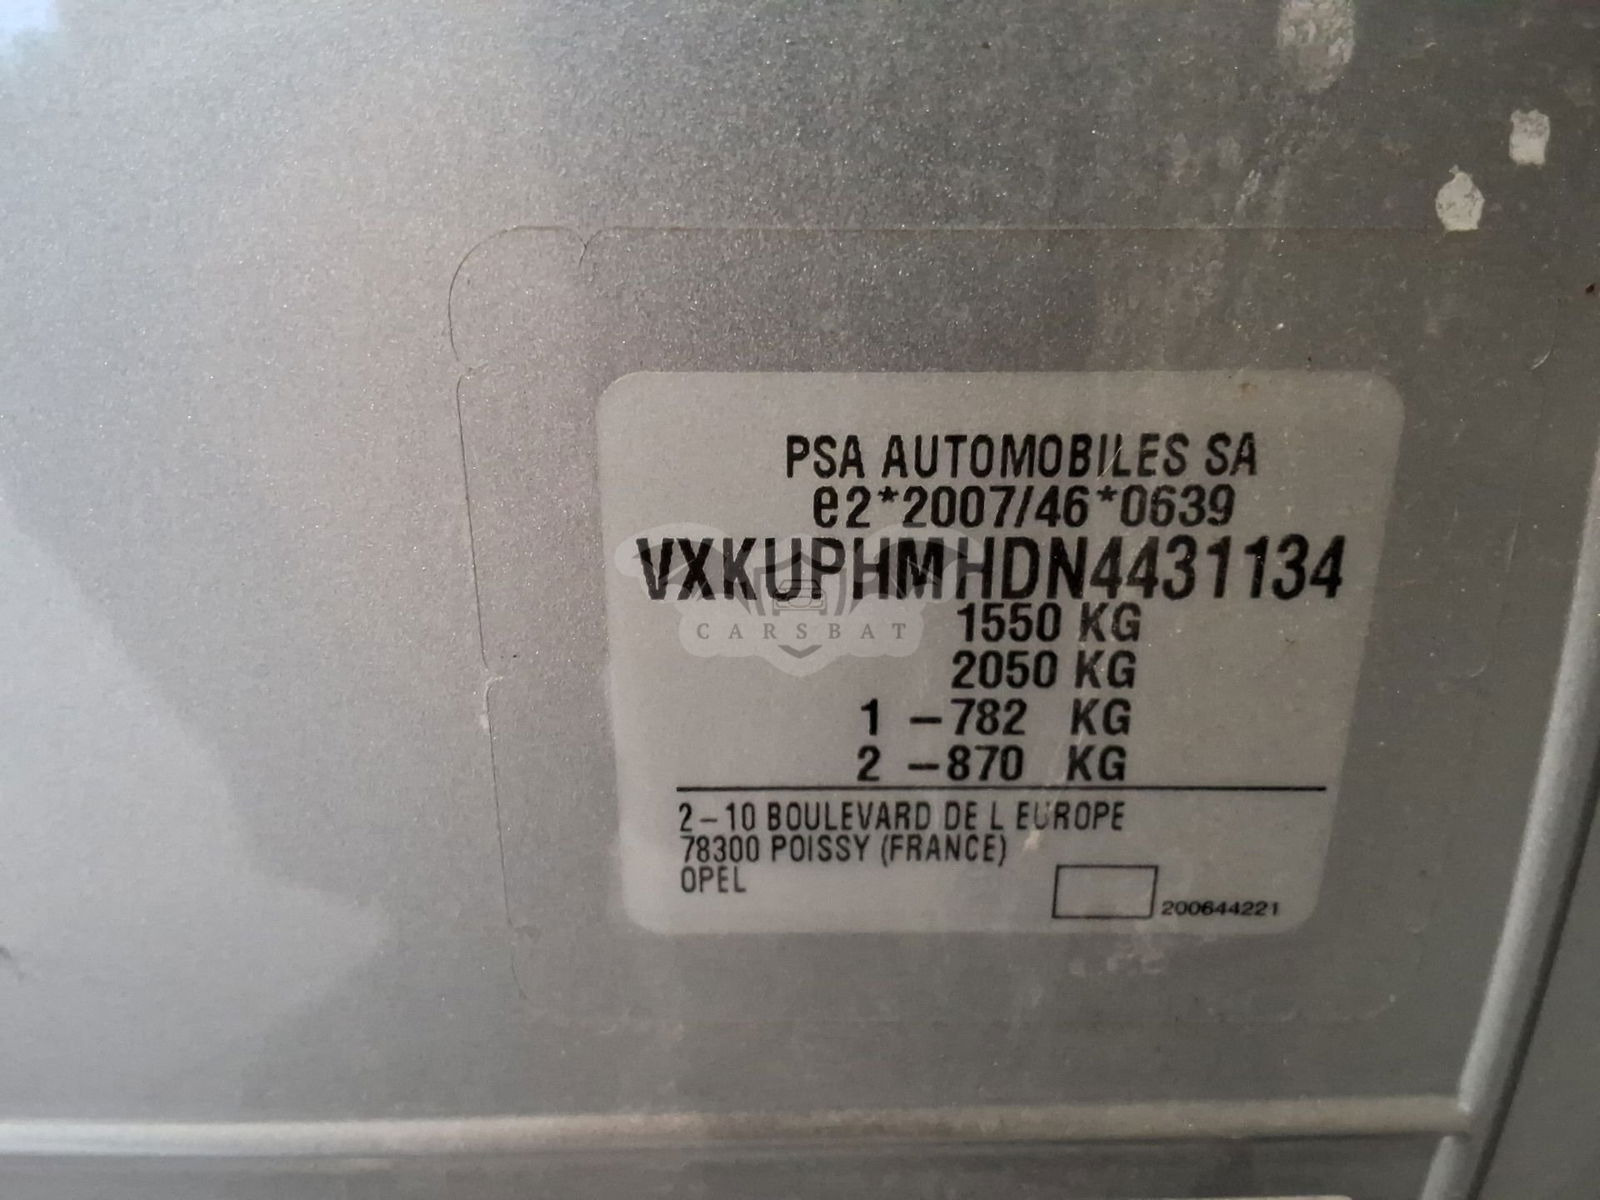 PSA AUTOMOBILES SA
e2*2007/46*0639
VXKUPHMHDN4431134
CARSBAT
1550 KG
2050 KG
1 -782 KG
2 -870 KG
2-10 BOULEVARD DE L EUROPE
78300 POISSY (FRANCE)
OPEL
200644221